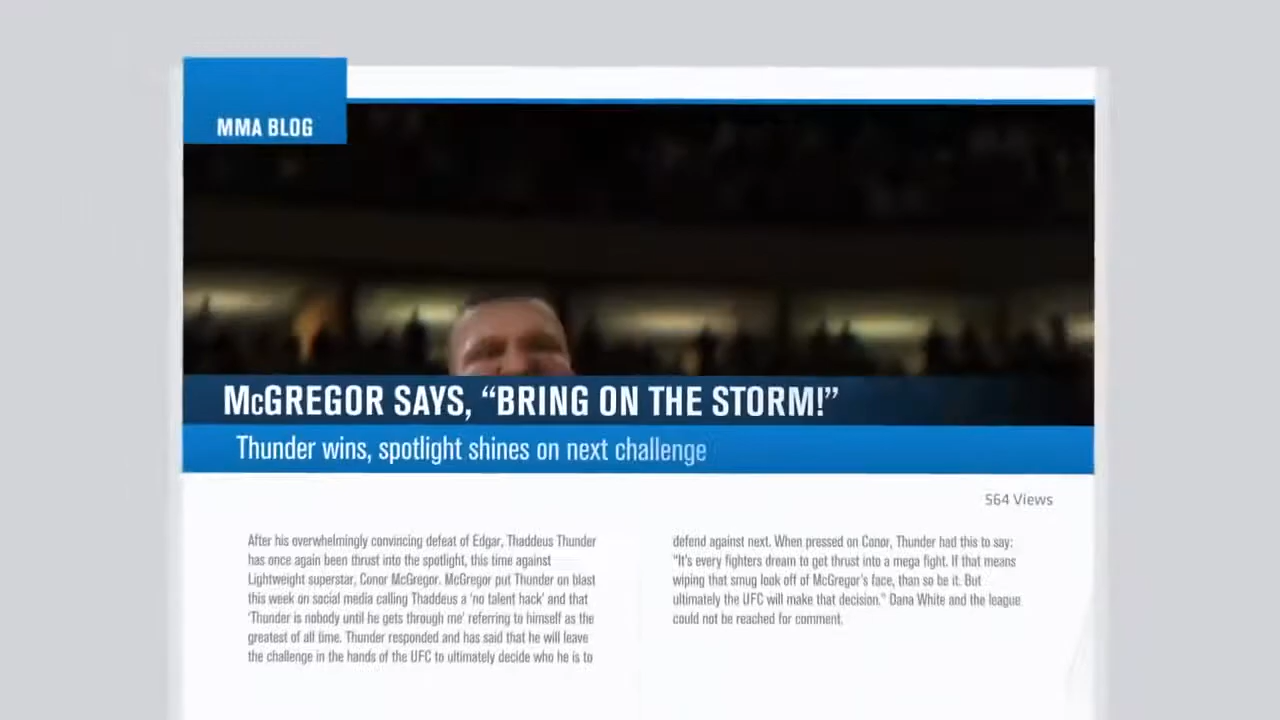 MMA BLOG
McGREGOR SAYS, “BRING ON THE STORM!”
Thunder wins, spotlight shines on next challenge
564 Views
After his overwhelmingly convincing defeat of Edgar, Thaddeus Thunder
has once again been thrust into the spotlight, this time against
Lightweight superstar, Conor McGregor. McGregor put Thunder on blast
this week on social media calling Thaddeus a 'no talent hack' and that
'Thunder is nobody until he gets through me' referring to himself as the
greatest of all time. Thunder responded and has said that he will leave
the challenge in the hands of the UFC to ultimately decide who he is to
defend against next. When pressed on Conor, Thunder had this to say:
"It's every fighters dream to get thrust into a mega fight. If that means
wiping that smug look off of McGregor's face, than so be it. But
ultimately the UFC will make that decision." Dana White and the league
could not be reached for comment.